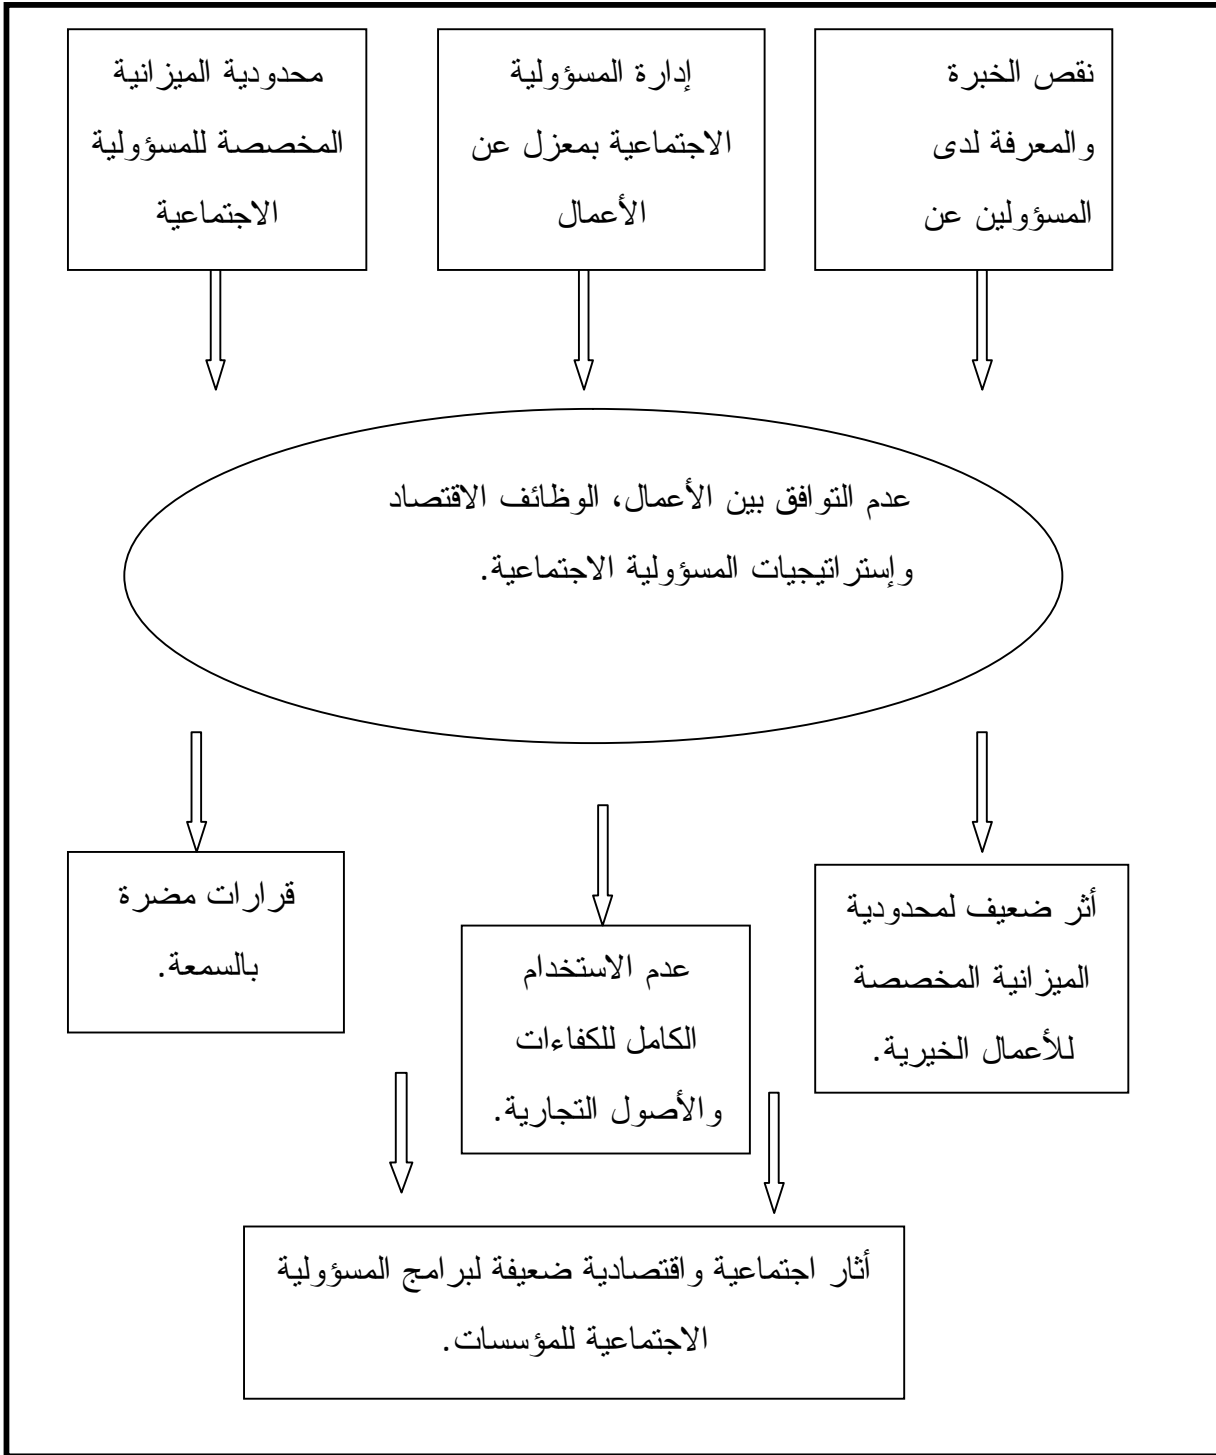 نقص الخبرة
والمعرفة لدى
المسؤولين عن
إدارة المسؤولية
الاجتماعية بمعزل عن
الأعمال
محدودية الميزانية
المخصصة للمسؤولية
الاجتماعية
عدم التوافق بين الأعمال، الوظائف الاقتصاد
وإستراتيجيات المسؤولية الاجتماعية.
أثر ضعيف لمحدودية
الميزانية المخصصة
للأعمال الخيرية.
عدم الاستخدام
الكامل للكفاءات
والأصول التجارية.
قرارات مضرة
بالسمعة.
أثار اجتماعية واقتصادية ضعيفة لبرامج المسؤولية
الاجتماعية للمؤسسات.